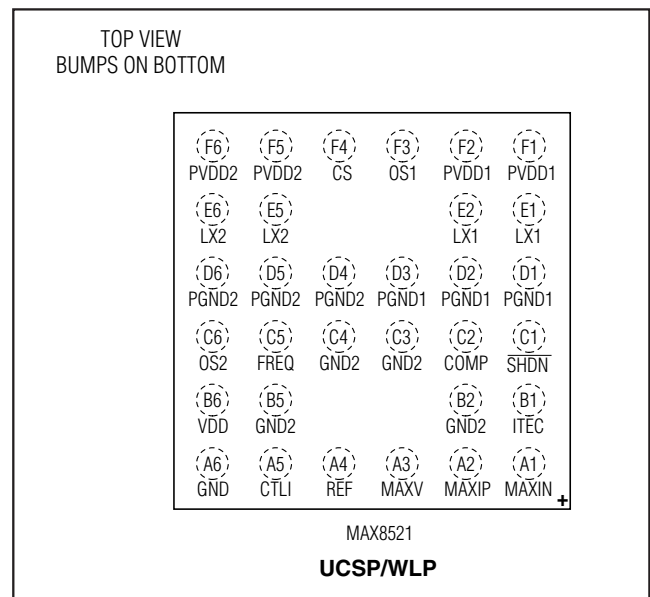 TOP VIEW
BUMPS ON BOTTOM
F6 F5 F4 F3 F2 F1
PVDD2 PVDD2 CS OS1 PVDD1 PVDD1
E6 E5 E2 E1
LX2 LX2 LX1 LX1
D6 D5 D4 D3 D2 D1
PGND2 PGND2 PGND2 PGND1 PGND1 PGND1
C6 C5 C4 C3 C2 C1
OS2 FREQ GND2 GND2 COMP S̅H̅D̅N̅
B6 B5 B2 B1
VDD GND2 GND2 ITEC
A6 A5 A4 A3 A2 A1
GND CTLI REF MAXV MAXIP MAXIN
+
MAX8521
UCSP/WLP